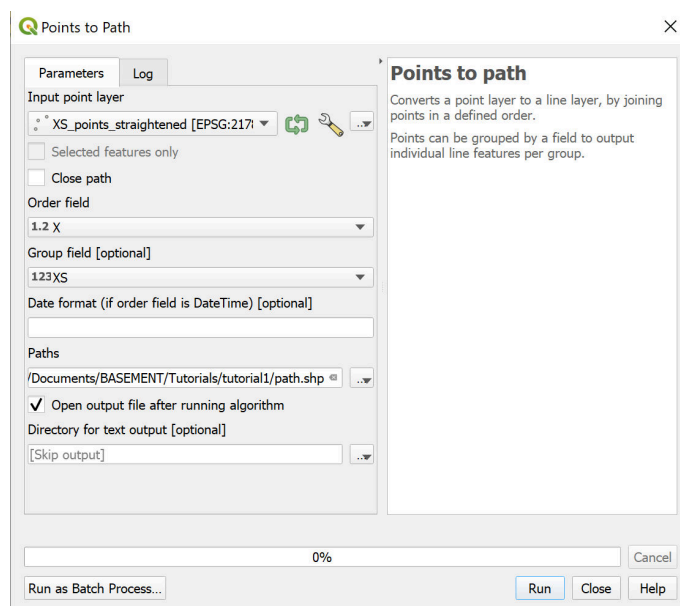 Points to Path
Parameters
Log
Input point layer
XS_points_straightened [EPSG:217
Selected features only
Close path
Order field
1.2 X
Group field [optional]
123 XS
Date format (if order field is DateTime) [optional]
Paths
/Documents/BASEMENT/Tutorials/tutorial1/path.shp
Open output file after running algorithm
Directory for text output [optional]
[Skip output]
Points to path
Converts a point layer to a line layer, by joining
points in a defined order.
Points can be grouped by a field to output
individual line features per group.
0%
Cancel
Run as Batch Process...
Run
Close
Help